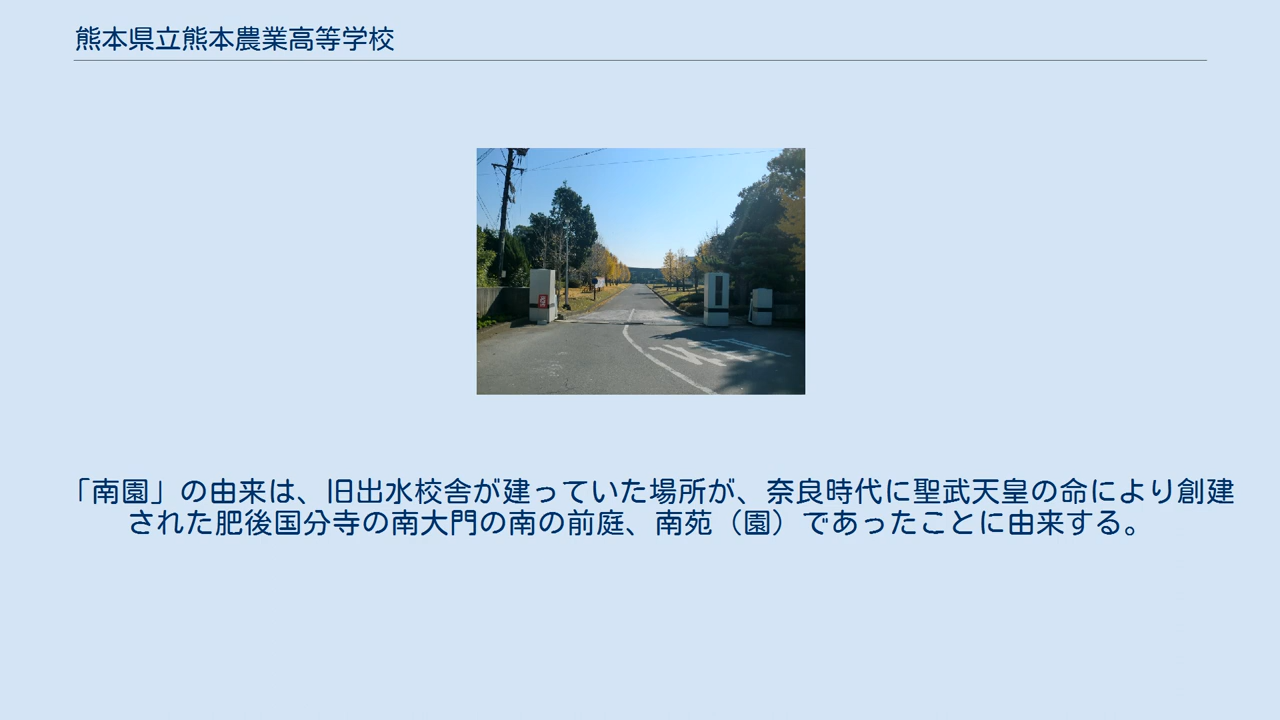 熊本県立熊本農業高等学校
「南園」の由来は、旧出水校舎が建っていた場所が、奈良時代に聖武天皇の命により創建
された肥後国分寺の南大門の南の前庭、南苑（園）であったことに由来する。